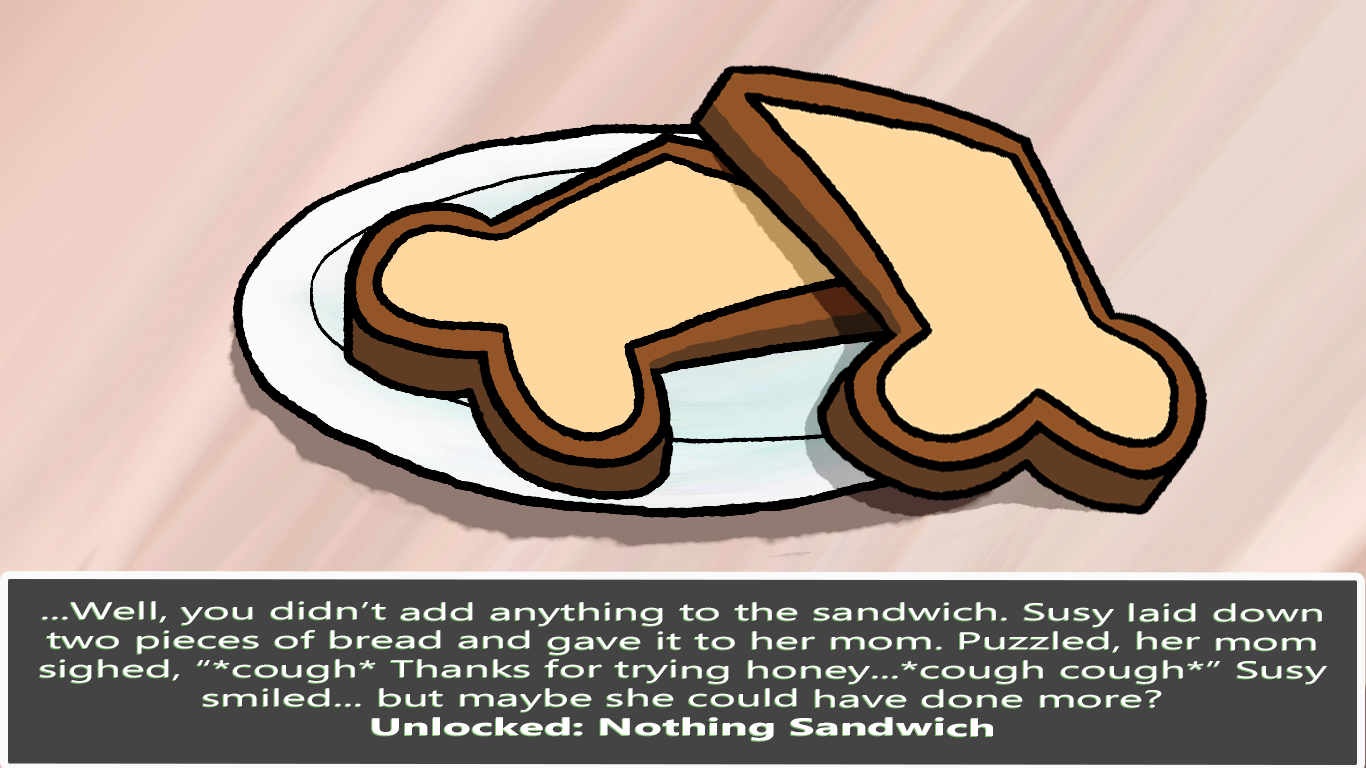 ...Well, you didn't add anything to the sandwich. Susy laid down
two pieces of bread and gave it to her mom. Puzzled, her mom
sighed, “*cough* Thanks for trying honey...*cough cough*” Susy
smiled... but maybe she could have done more?
Unlocked: Nothing Sandwich